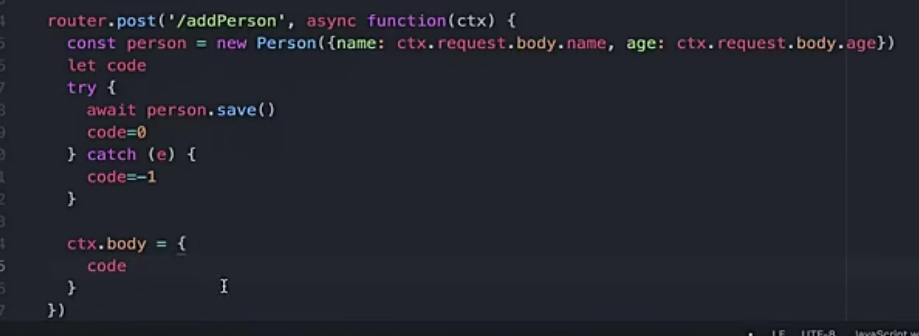 router.post('/addPerson', async function(ctx) {
const person = new Person({name: ctx.request.body.name, age: ctx.request.body.age})
let code
try {
await person.save()
code=0
} catch (e) {
code=-1
}
ctx.body = {
code
}
})
LF UTF-8 JavaScript